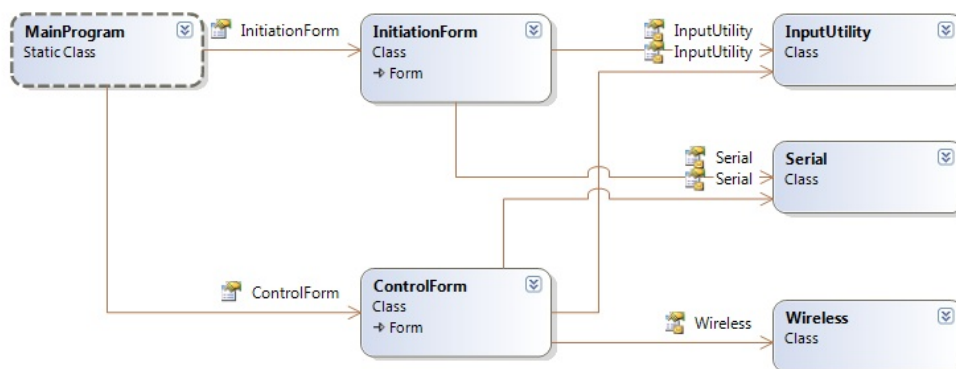 MainProgram
Static Class
InitiationForm
InitiationForm
Class
Form
InputUtility
InputUtility
InputUtility
Class
Serial
Serial
Serial
Class
ControlForm
ControlForm
Class
Form
Wireless
Wireless
Class